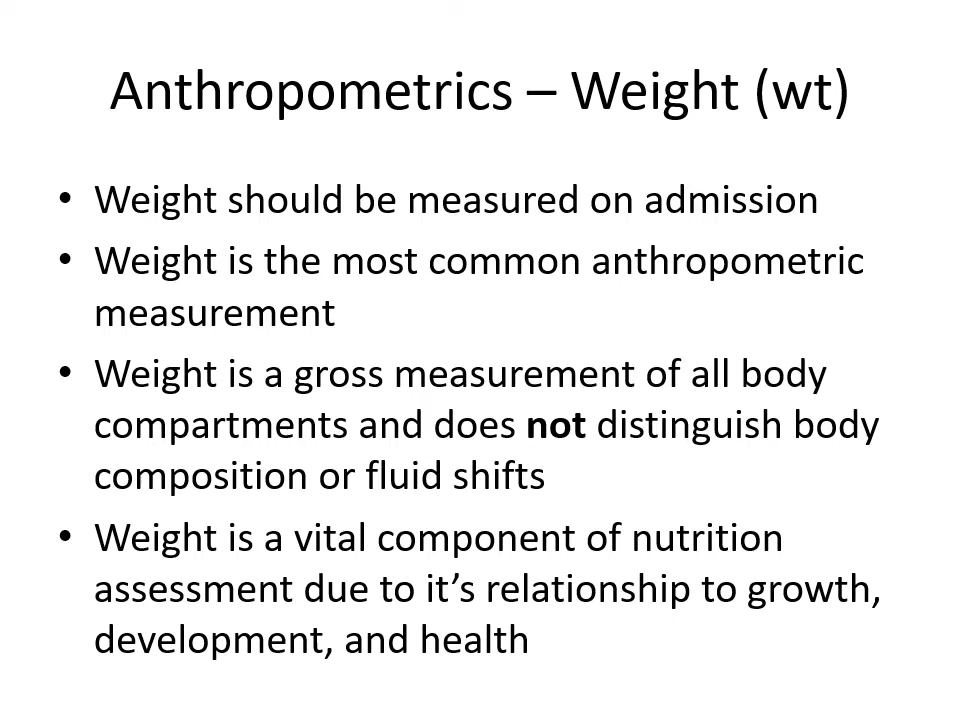 Anthropometrics – Weight (wt)
• Weight should be measured on admission
• Weight is the most common anthropometric
measurement
• Weight is a gross measurement of all body
compartments and does not distinguish body
composition or fluid shifts
• Weight is a vital component of nutrition
assessment due to it’s relationship to growth,
development, and health